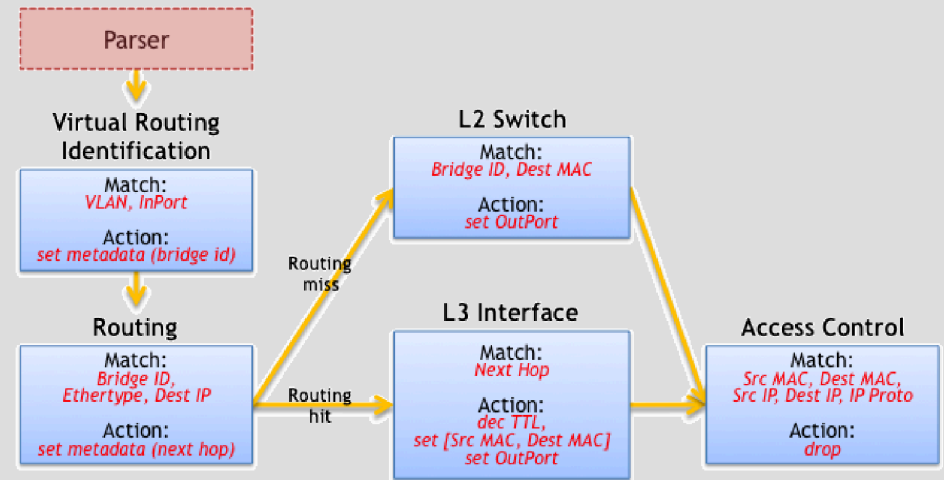 Parser
Virtual Routing
Identification
Match:
VLAN, InPort
Action:
set metadata (bridge id)
Routing
Match:
Bridge ID,
Ethertype, Dest IP
Action:
set metadata (next hop)
Routing
miss
Routing
hit
L2 Switch
Match:
Bridge ID, Dest MAC
Action:
set OutPort
L3 Interface
Match:
Next Hop
Action:
dec TTL,
set [Src MAC, Dest MAC]
set OutPort
Access Control
Match:
Src MAC, Dest MAC,
Src IP, Dest IP, IP Proto
Action:
drop